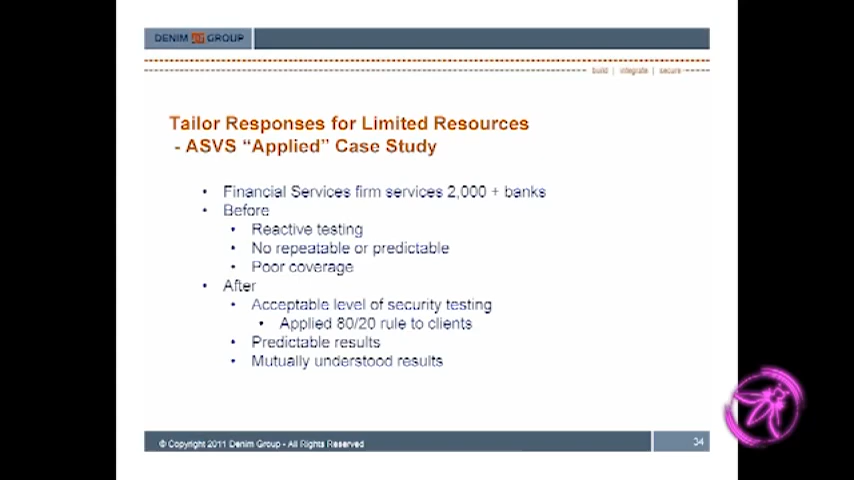 DENIM GROUP
build | integrate | secure
Tailor Responses for Limited Resources
- ASVS “Applied” Case Study
• Financial Services firm services 2,000 + banks
• Before
• Reactive testing
• No repeatable or predictable
• Poor coverage
• After
• Acceptable level of security testing
• Applied 80/20 rule to clients
• Predictable results
• Mutually understood results
© Copyright 2011 Denim Group - All Rights Reserved
34